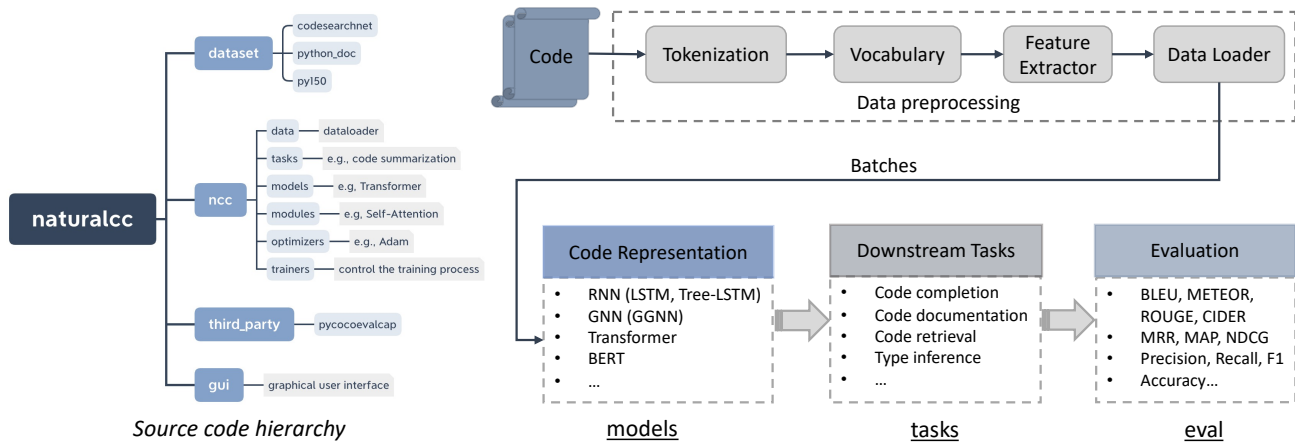 naturalcc
dataset
codesearchnet
python_doc
py150
ncc
data
dataloader
tasks
e.g., code summarization
models
e.g, Transformer
modules
e.g, Self-Attention
optimizers
e.g., Adam
trainers
control the training process
third_party
pycocoevalcap
gui
graphical user interface
Source code hierarchy
Code
Tokenization
Vocabulary
Feature
Extractor
Data Loader
Data preprocessing
Batches
Code Representation
• RNN (LSTM, Tree-LSTM)
• GNN (GGNN)
• Transformer
• BERT
• ...
models
Downstream Tasks
• Code completion
• Code documentation
• Code retrieval
• Type inference
• ...
tasks
Evaluation
• BLEU, METEOR,
ROUGE, CIDER
• MRR, MAP, NDCG
• Precision, Recall, F1
• Accuracy...
eval